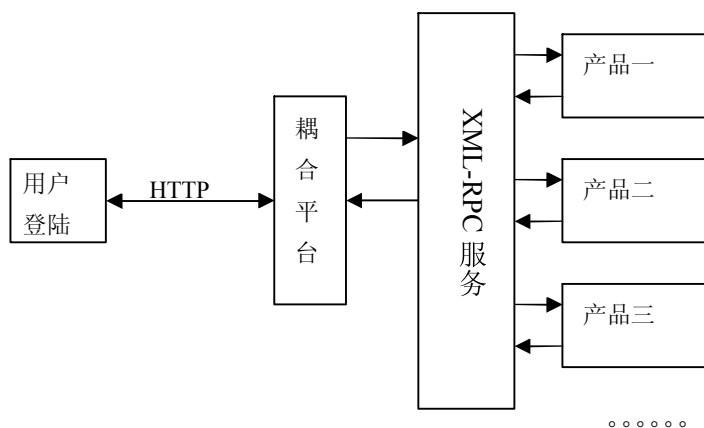 用户
登陆
HTTP
耦
合
平
台
XML-RPC 服务
产品一
产品二
产品三
。。。。。。